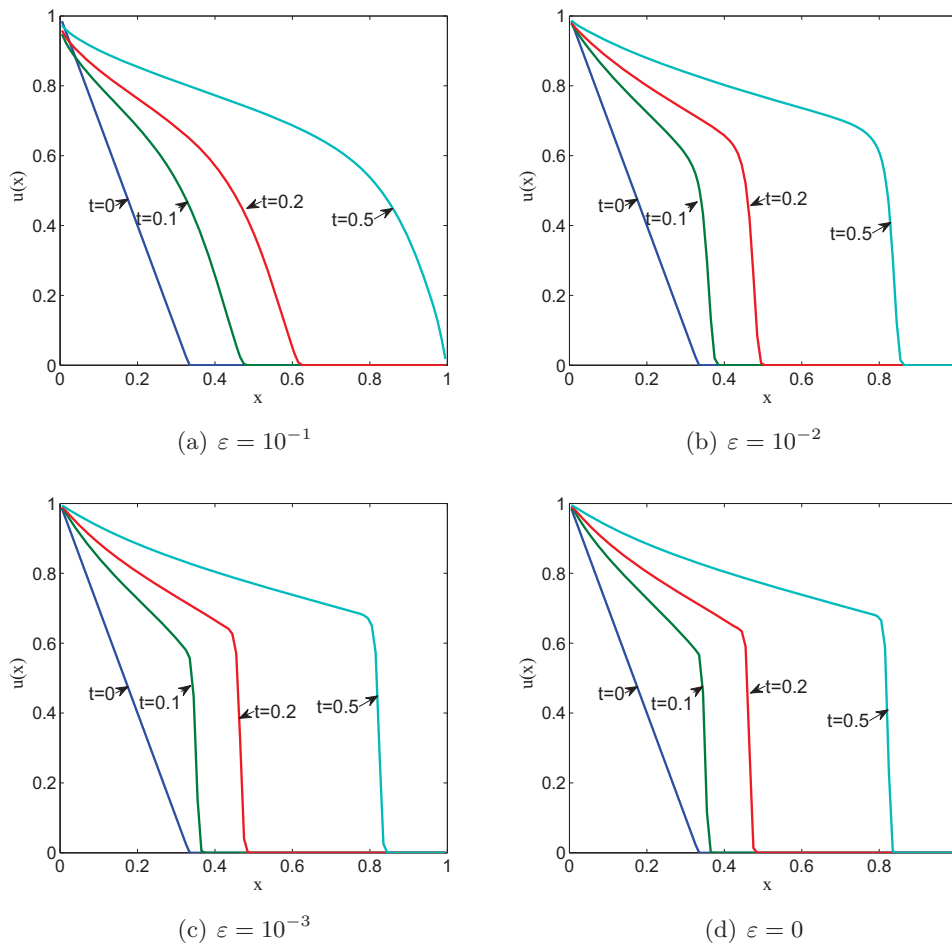 1
0.8
0.6
0.4
0.2
0
u(x)
t=0
t=0.1
t=0.2
t=0.5
0 0.2 0.4 0.6 0.8 1
x
(a) ε = 10⁻¹
1
0.8
0.6
0.4
0.2
0
u(x)
t=0
t=0.1
t=0.2
t=0.5
0 0.2 0.4 0.6 0.8
x
(b) ε = 10⁻²
1
0.8
0.6
0.4
0.2
0
u(x)
t=0
t=0.1
t=0.2
t=0.5
0 0.2 0.4 0.6 0.8 1
x
(c) ε = 10⁻³
1
0.8
0.6
0.4
0.2
0
u(x)
t=0
t=0.1
t=0.2
t=0.5
0 0.2 0.4 0.6 0.8
x
(d) ε = 0